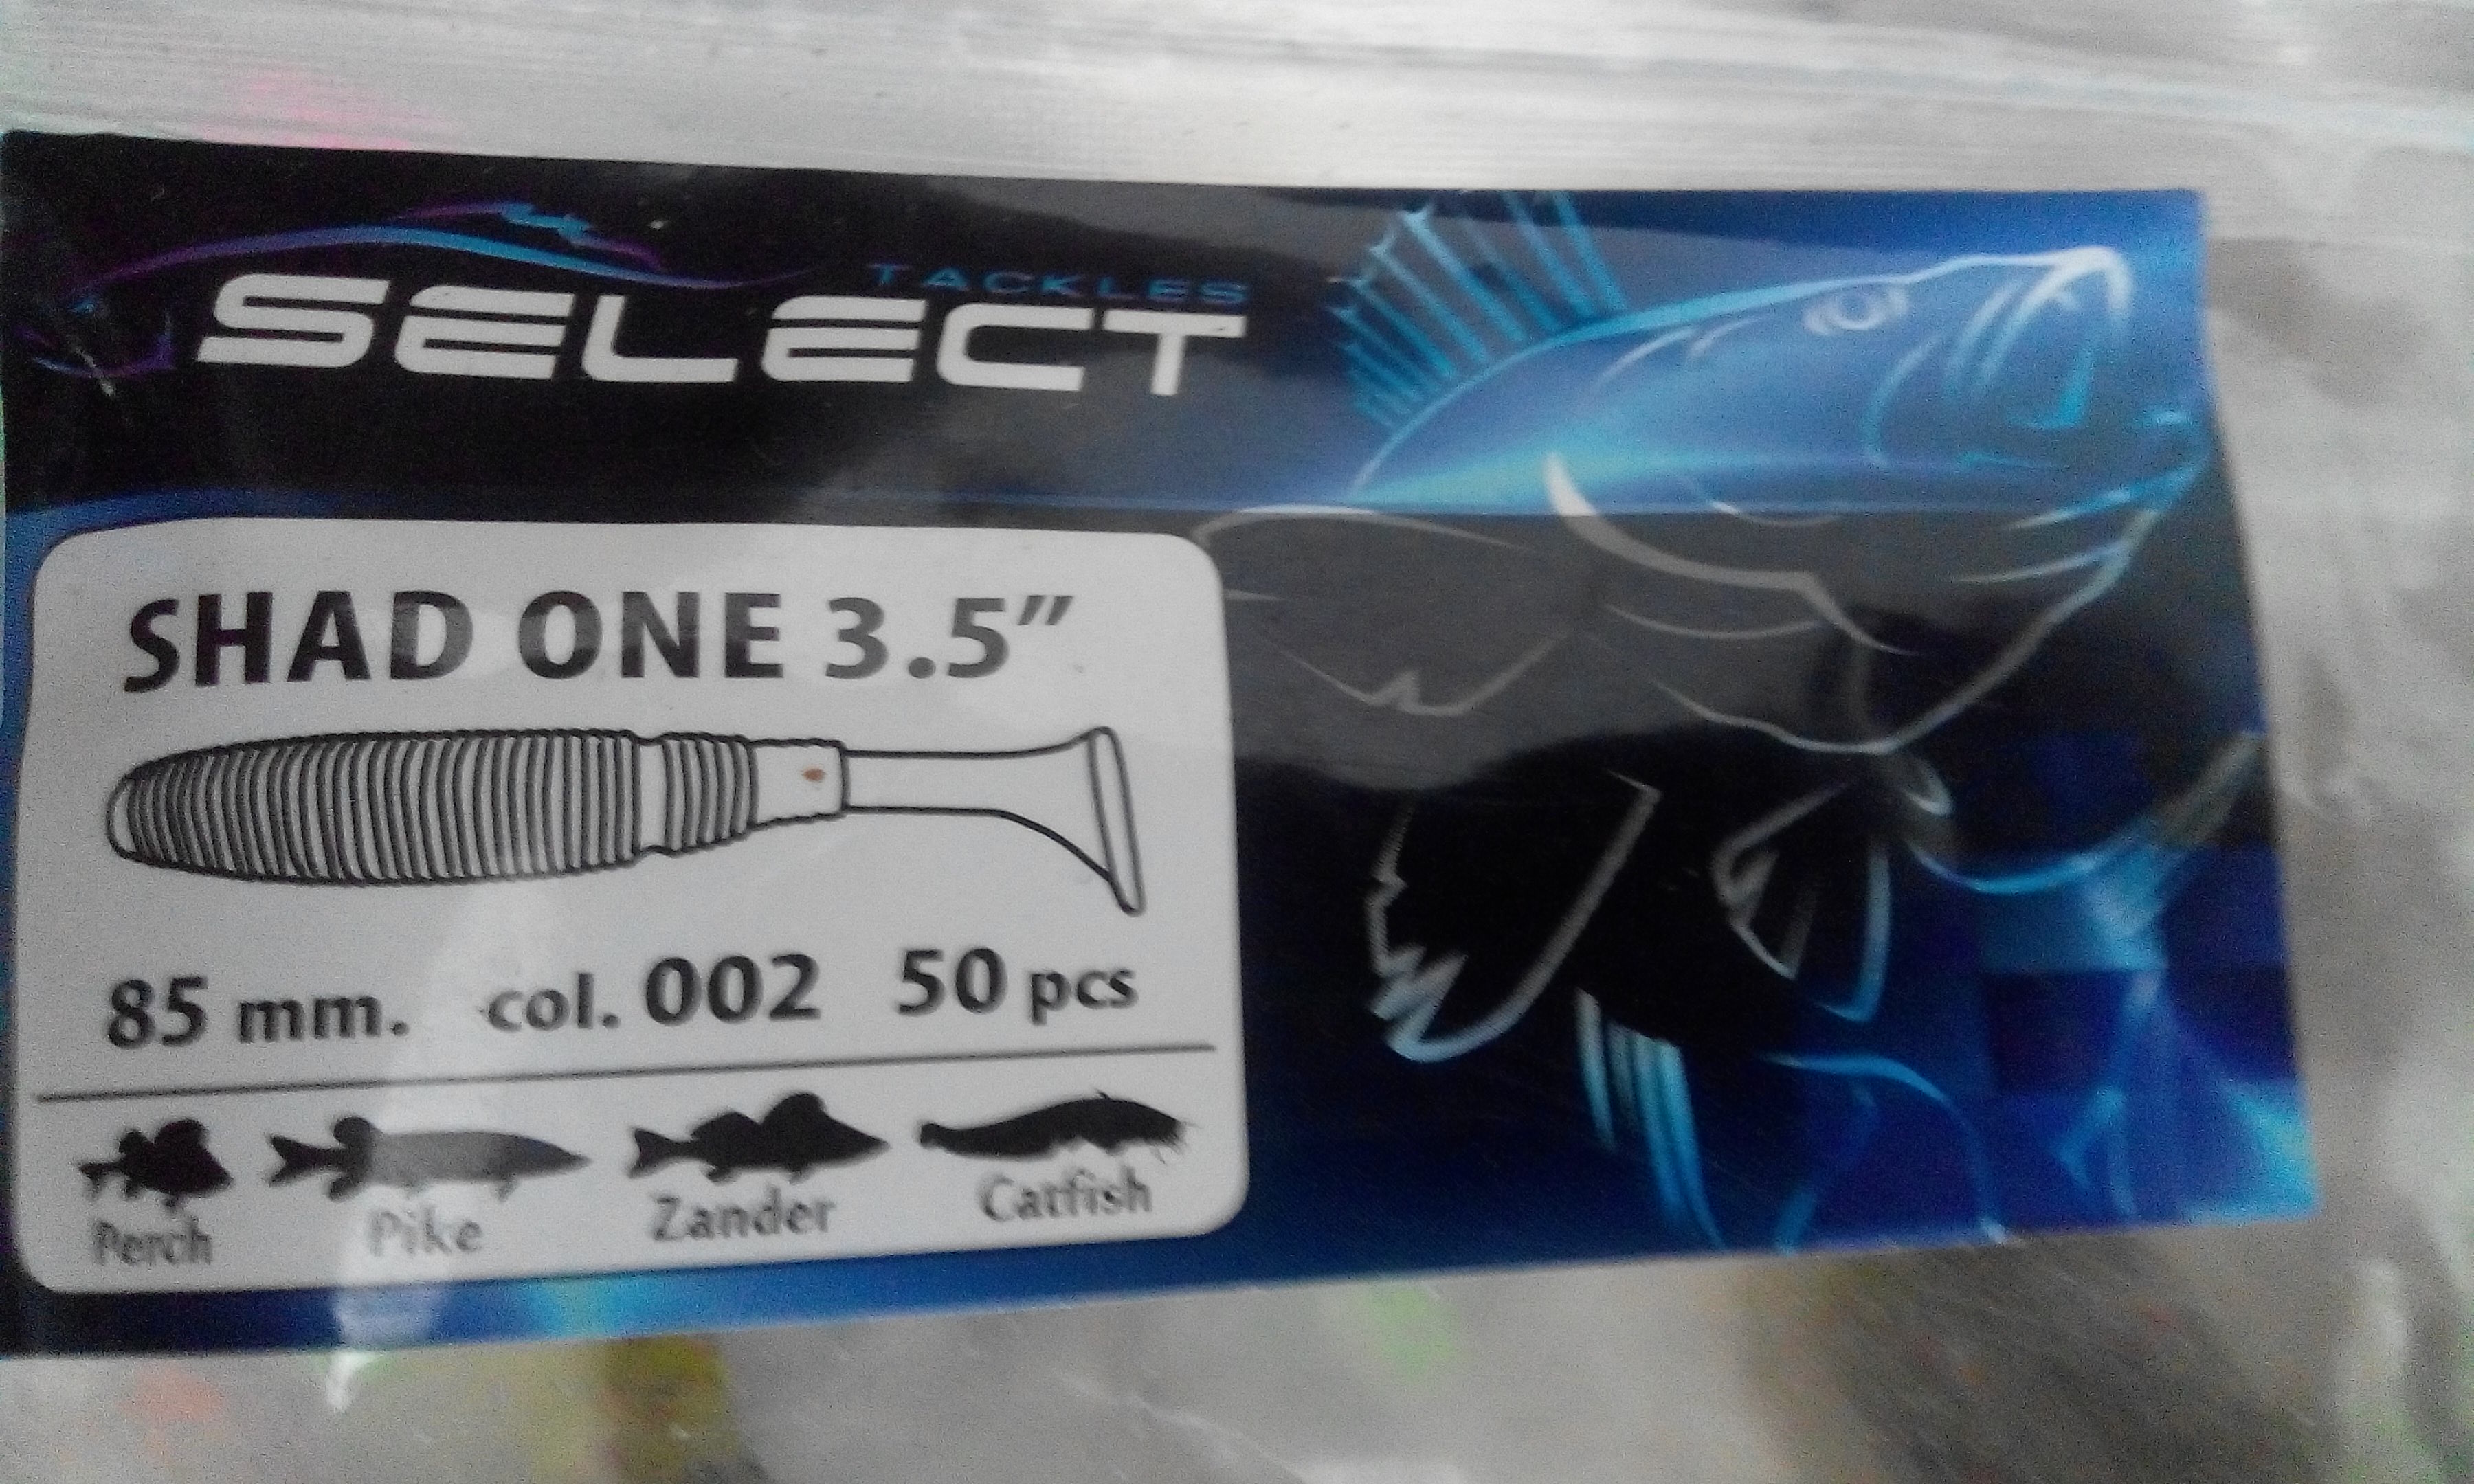 TACKLES
SELECT
SHAD ONE 3.5"
85 mm. col. 002 50 pcs
Perch Pike Zander Catfish